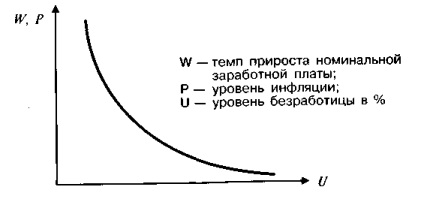 W, P
W — темп прироста номинальной
заработной платы;
P — уровень инфляции;
U — уровень безработицы в %
U